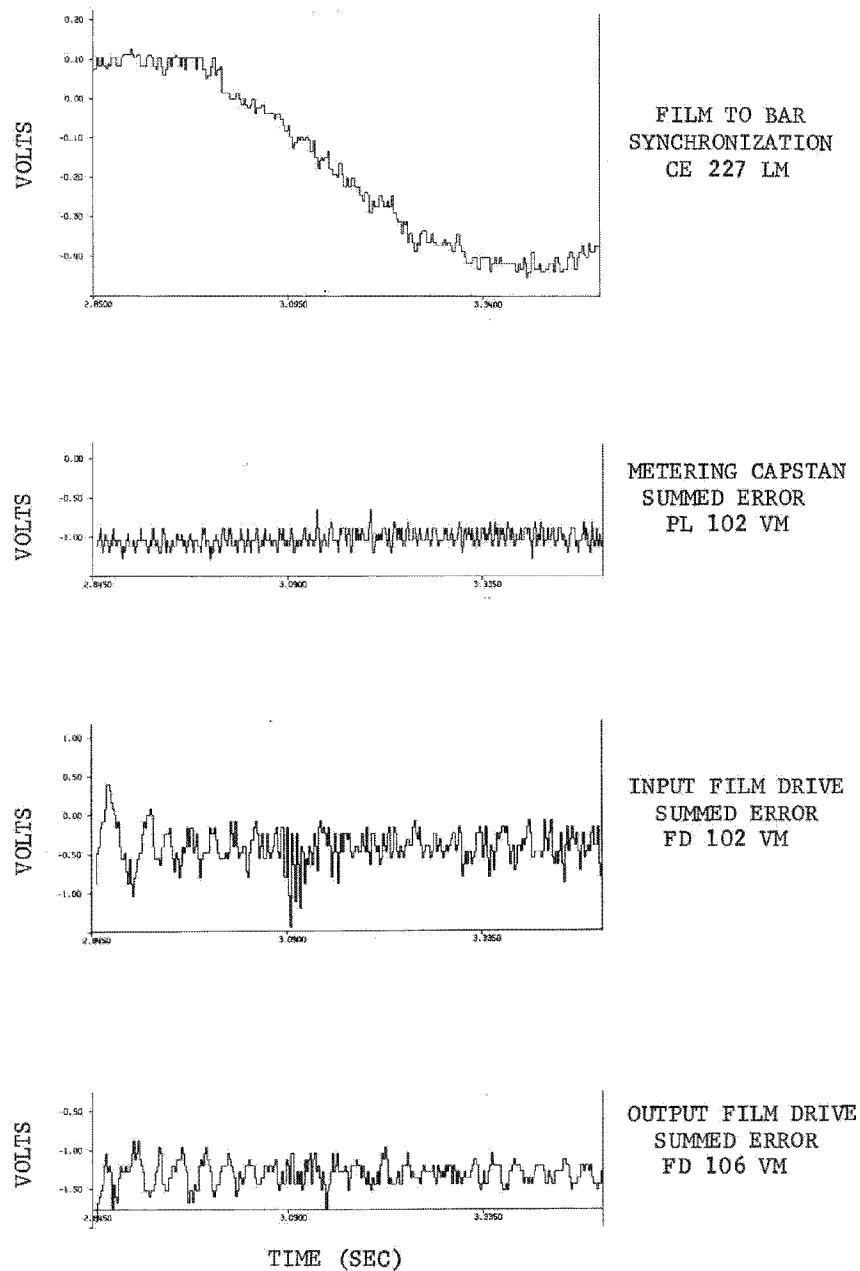 VOLTS
0.20
0.10
0.00
-0.10
-0.20
-0.30
-0.40
2.8500
3.0950
3.3400
FILM TO BAR
SYNCHRONIZATION
CE 227 LM
VOLTS
0.00
-0.50
-1.00
2.8450
3.0900
3.3350
METERING CAPSTAN
SUMMED ERROR
PL 102 VM
VOLTS
1.00
0.50
0.00
-0.50
-1.00
2.8450
3.0900
3.3350
INPUT FILM DRIVE
SUMMED ERROR
FD 102 VM
VOLTS
-0.50
-1.00
-1.50
2.8450
3.0900
3.3350
OUTPUT FILM DRIVE
SUMMED ERROR
FD 106 VM
TIME (SEC)